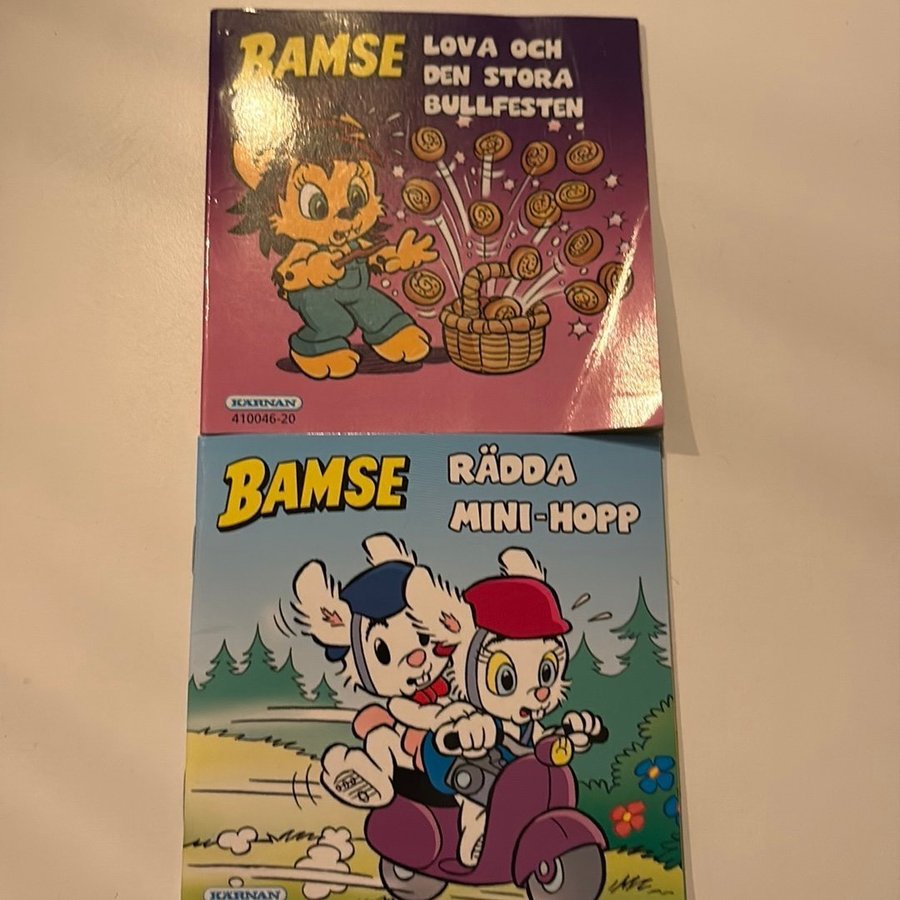 BAMSE
LOVA OCH
DEN STORA
BULLFESTEN
KÄRNAN
410046-20
BAMSE
RÄDDA
MINI-HOPP
KÄRNAN